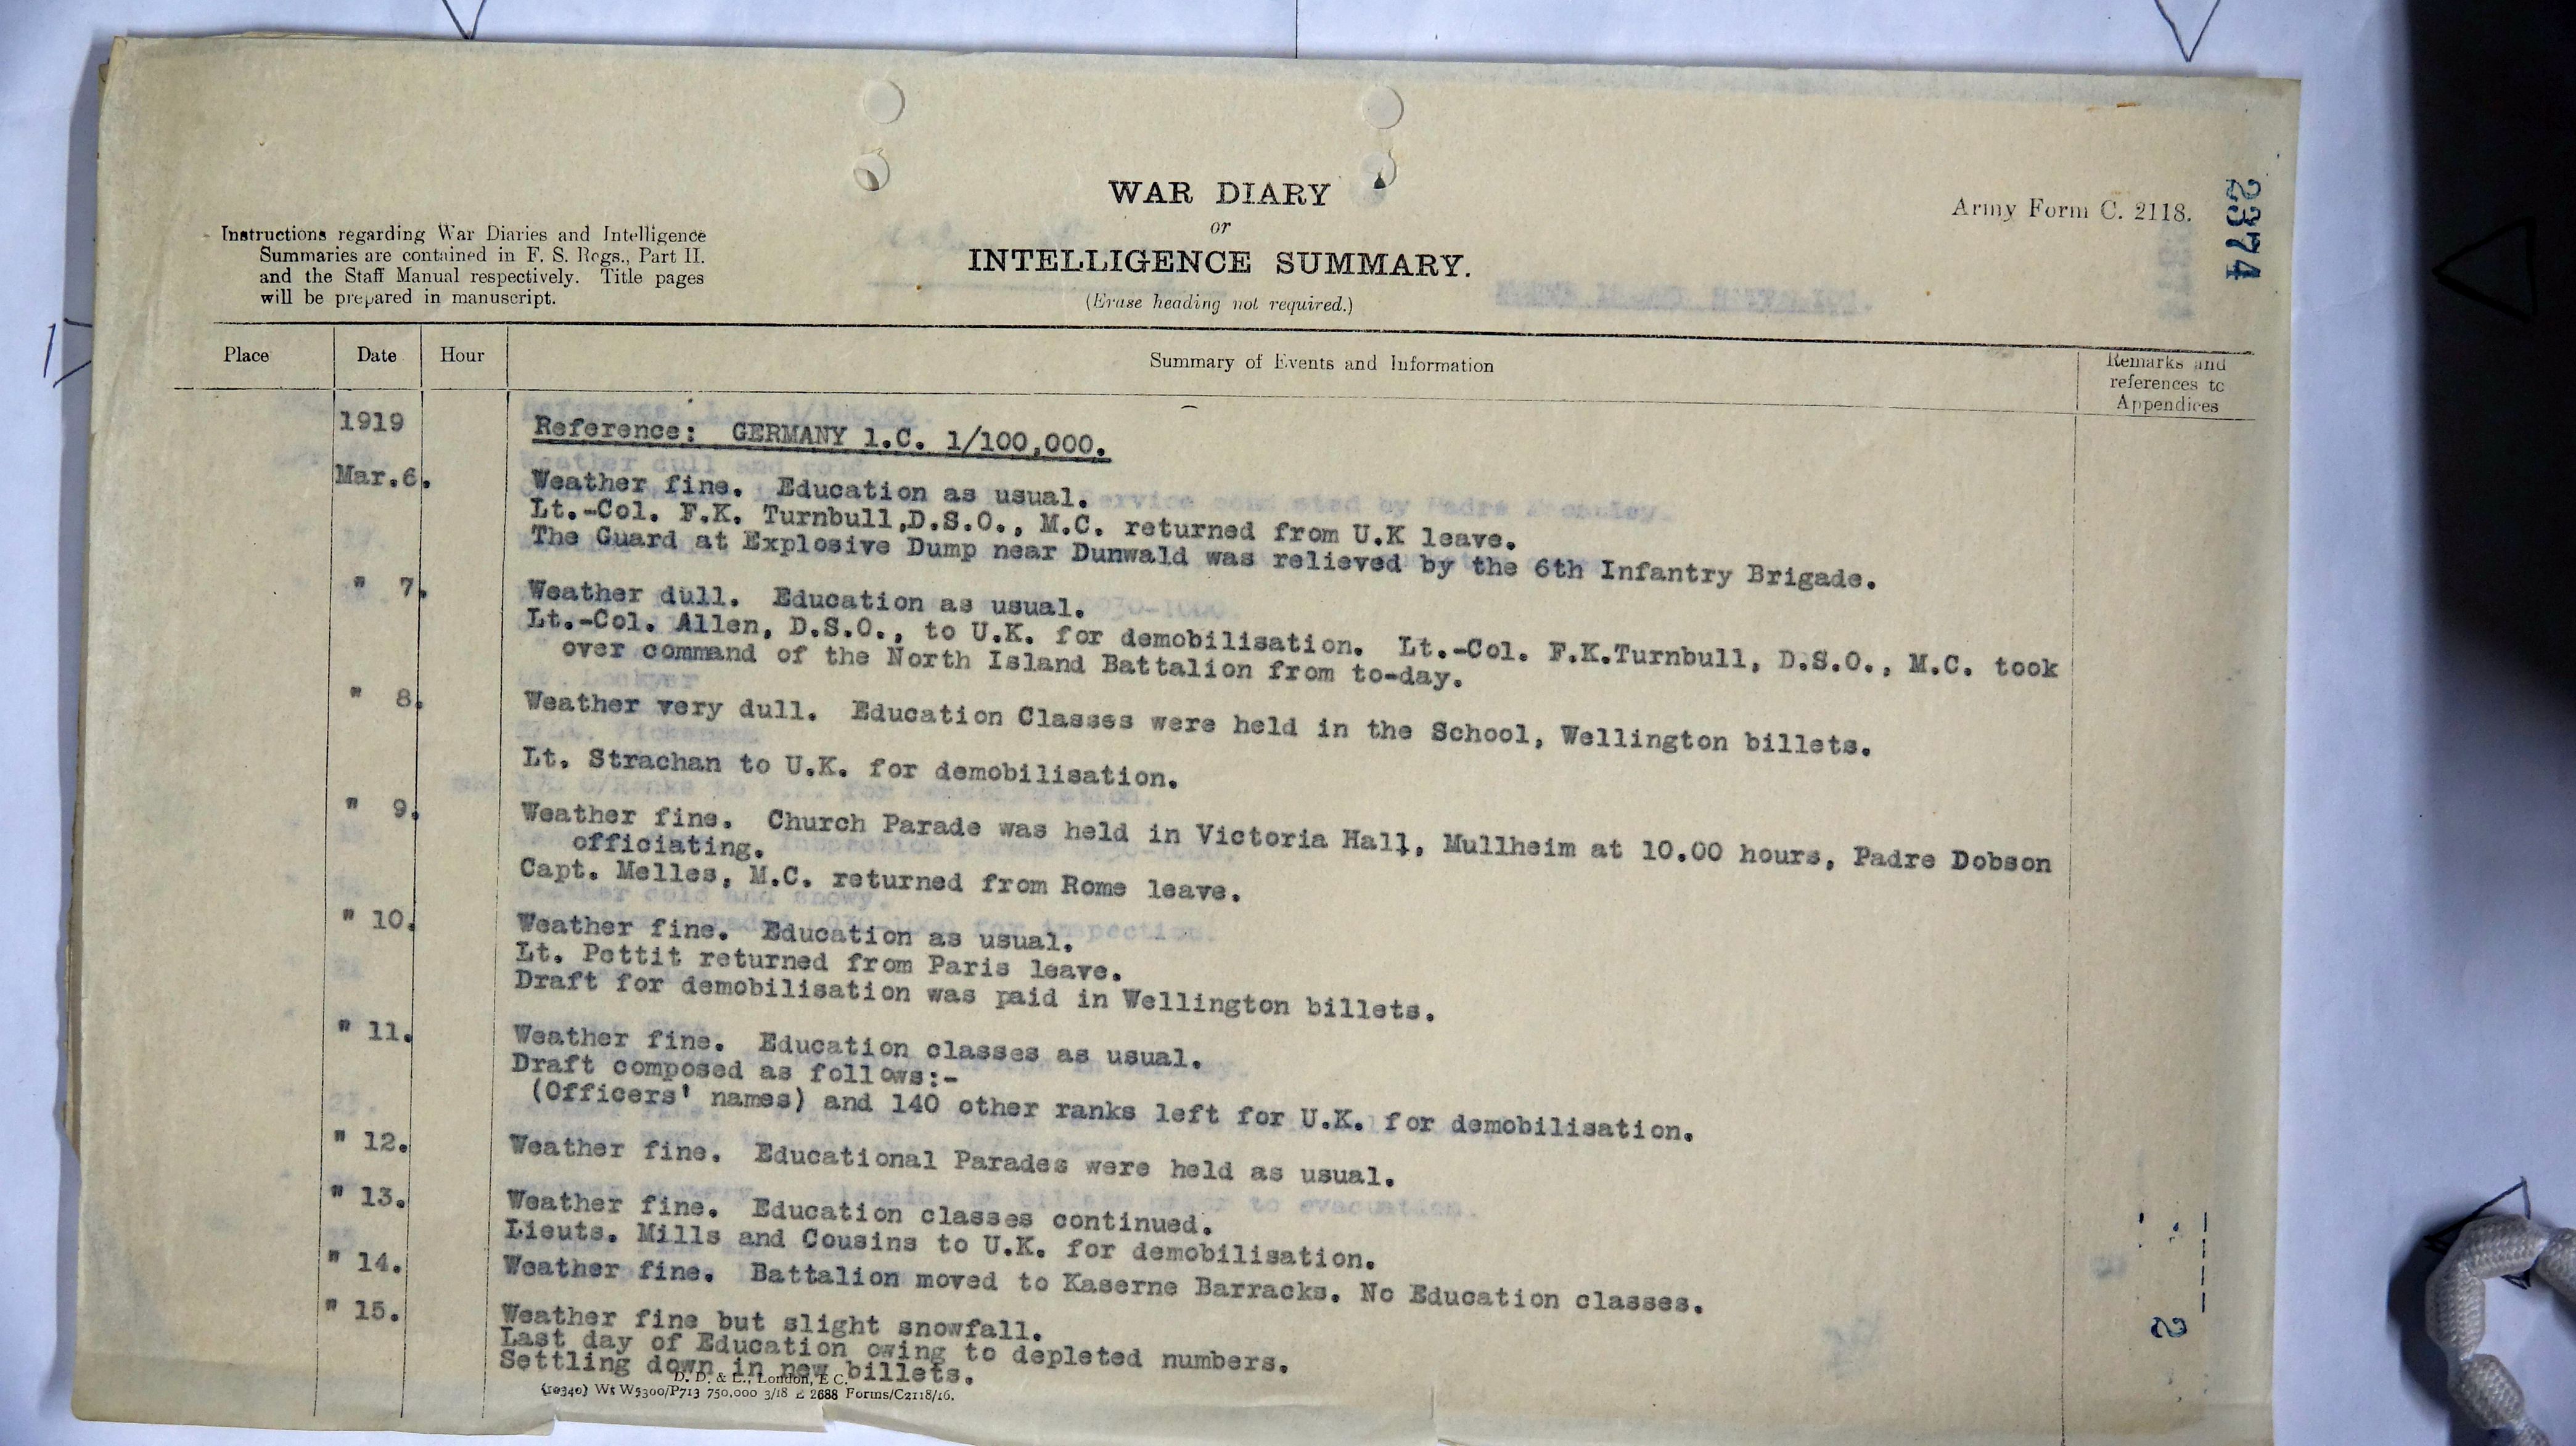 WAR DIARY
or
INTELLIGENCE SUMMARY.
(Erase heading not required.)
Army Form C. 2118.
2374
Instructions regarding War Diaries and Intelligence
Summaries are contained in F. S. Regs., Part II.
and the Staff Manual respectively. Title pages
will be prepared in manuscript.
Place Date Hour Summary of Events and Information Remarks and
references to
Appendices
1919 Reference: GERMANY 1.C. 1/100,000.
Mar.6. Weather fine. Education as usual.
Lt.-Col. F.K. Turnbull,D.S.O., M.C. returned from U.K leave.
The Guard at Explosive Dump near Dunwald was relieved by the 6th Infantry Brigade.
" 7. Weather dull. Education as usual.
Lt.-Col. Allen, D.S.O., to U.K. for demobilisation. Lt.-Col. F.K.Turnbull, D.S.O., M.C. took
over command of the North Island Battalion from to-day.
" 8. Weather very dull. Education Classes were held in the School, Wellington billets.
Lt. Strachan to U.K. for demobilisation.
" 9. Weather fine. Church Parade was held in Victoria Hall, Mullheim at 10.00 hours, Padre Dobson
officiating.
Capt. Melles, M.C. returned from Rome leave.
" 10. Weather fine. Education as usual.
Lt. Pettit returned from Paris leave.
Draft for demobilisation was paid in Wellington billets.
" 11. Weather fine. Education classes as usual.
Draft composed as follows:-
(Officers' names) and 140 other ranks left for U.K. for demobilisation.
" 12. Weather fine. Educational Parades were held as usual.
" 13. Weather fine. Education classes continued.
Lieuts. Mills and Cousins to U.K. for demobilisation.
" 14. Weather fine. Battalion moved to Kaserne Barracks. No Education classes.
" 15. Weather fine but slight snowfall.
Last day of Education owing to depleted numbers.
Settling down in new billets.
D. D. & L., London, E C.
(10340) Wt W5300/P713 750,000 3/18 E 2688 Forms/C2118/16.